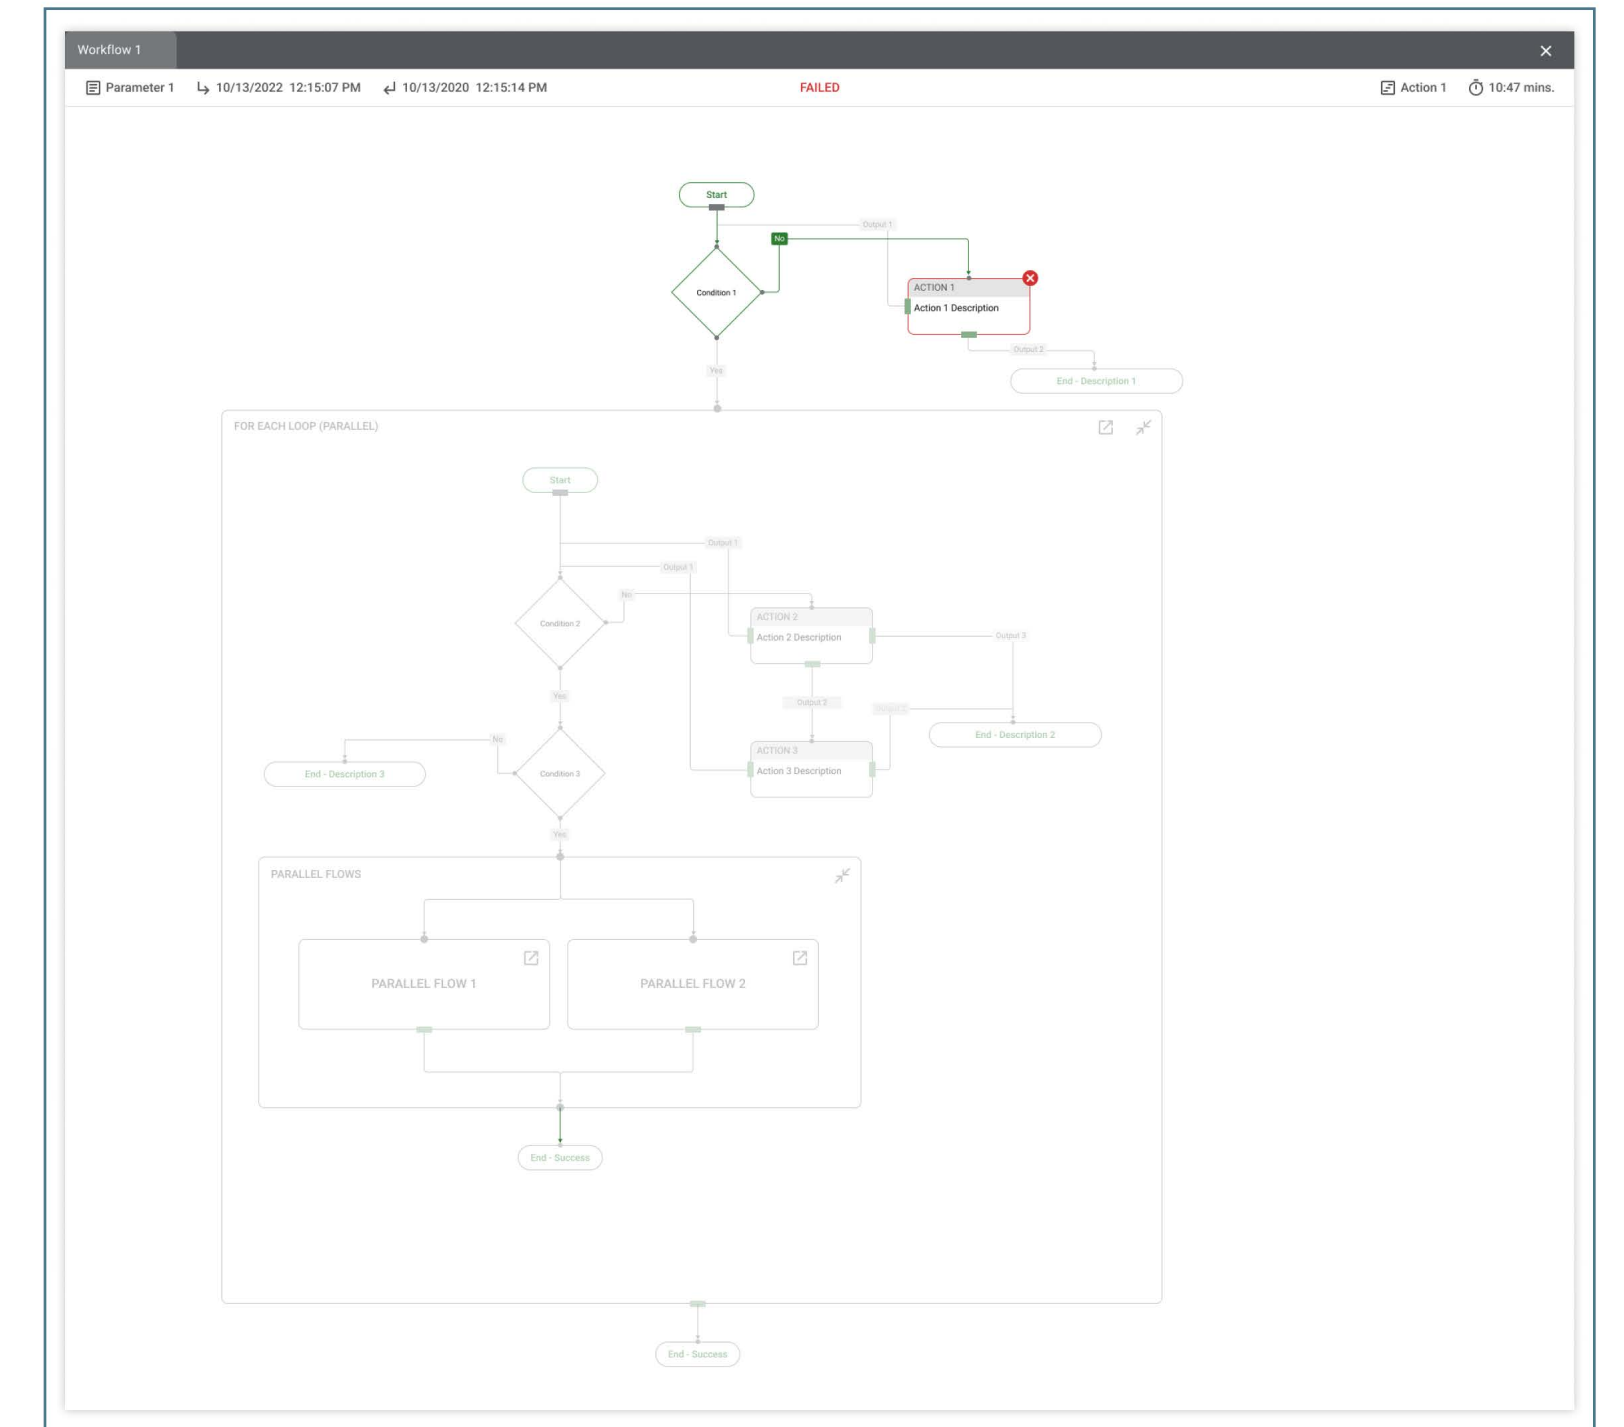 Workflow 1
Parameter 1 10/13/2022 12:15:07 PM 10/13/2020 12:15:14 PM FAILED Action 1 10:47 mins.
Start
Output 1
No
Condition 1
ACTION 1
Action 1 Description
Output 2
Yes
End - Description 1
FOR EACH LOOP (PARALLEL)
Start
Output 1
Output 1
No
Condition 2
ACTION 2
Action 2 Description
Output 3
Yes
Output 2
Output 2
End - Description 2
No
ACTION 3
Action 3 Description
End - Description 3
Condition 3
Yes
PARALLEL FLOWS
PARALLEL FLOW 1
PARALLEL FLOW 2
End - Success
End - Success